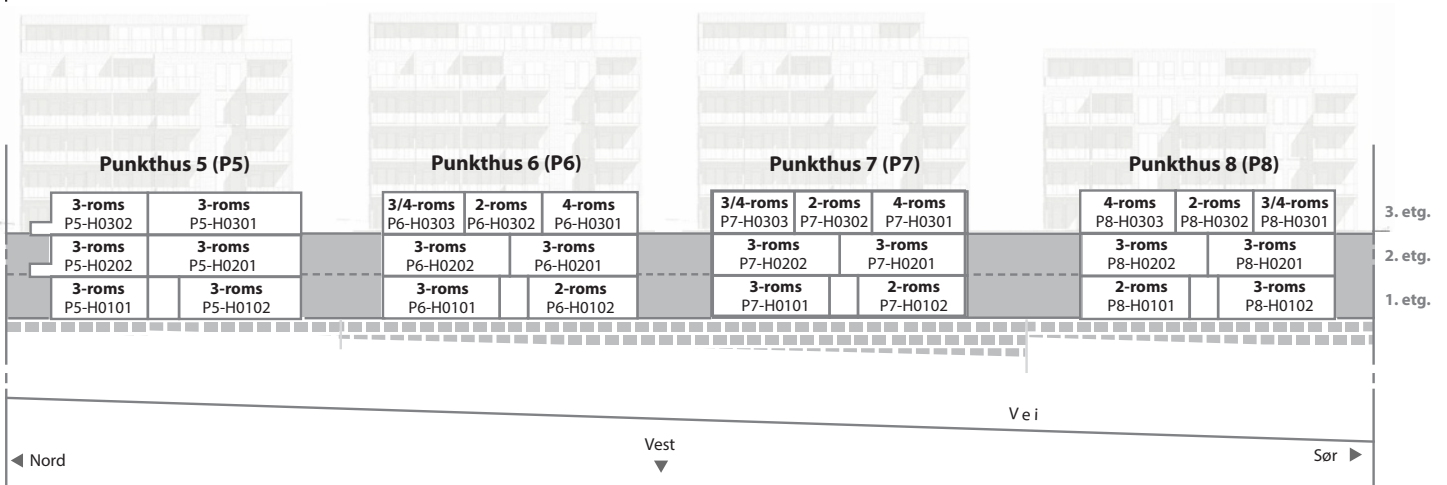 Punkthus 5 (P5)
3-roms
P5-H0302
3-roms
P5-H0301
3-roms
P5-H0202
3-roms
P5-H0201
3-roms
P5-H0101
3-roms
P5-H0102
Punkthus 6 (P6)
3/4-roms
P6-H0303
2-roms
P6-H0302
4-roms
P6-H0301
3-roms
P6-H0202
3-roms
P6-H0201
3-roms
P6-H0101
2-roms
P6-H0102
Punkthus 7 (P7)
3/4-roms
P7-H0303
2-roms
P7-H0302
4-roms
P7-H0301
3-roms
P7-H0202
3-roms
P7-H0201
3-roms
P7-H0101
2-roms
P7-H0102
Punkthus 8 (P8)
4-roms
P8-H0303
2-roms
P8-H0302
3/4-roms
P8-H0301
3-roms
P8-H0202
3-roms
P8-H0201
2-roms
P8-H0101
3-roms
P8-H0102
3. etg.
2. etg.
1. etg.
Vei
Nord
Vest
Sør